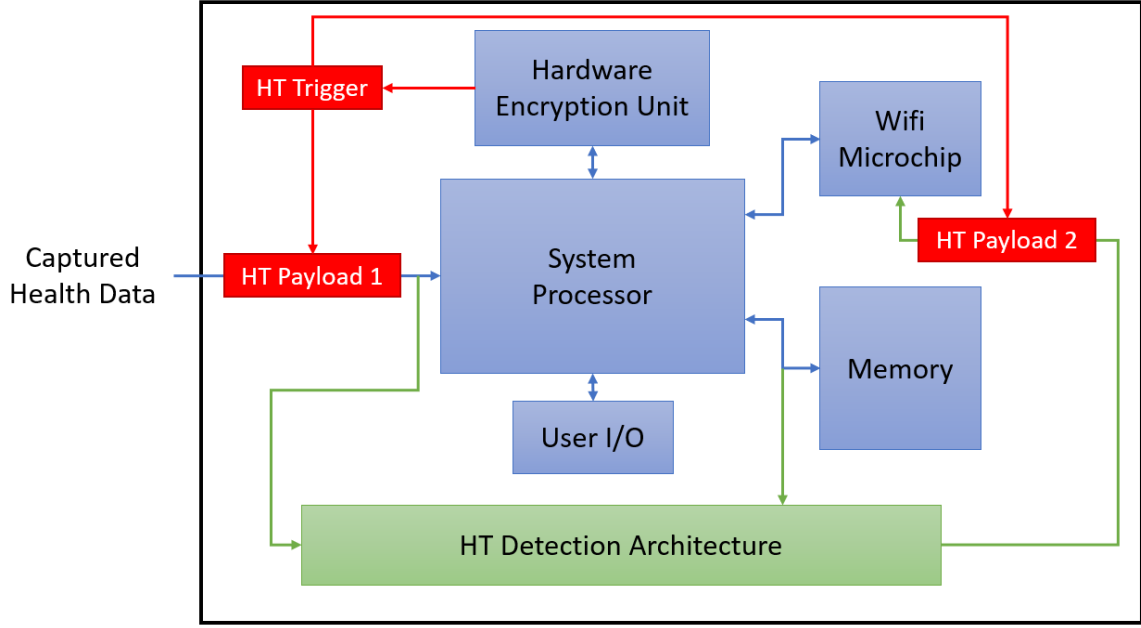 Hardware
Encryption Unit
HT Trigger
Wifi
Microchip
Captured
Health Data
HT Payload 1
System
Processor
HT Payload 2
Memory
User I/O
HT Detection Architecture